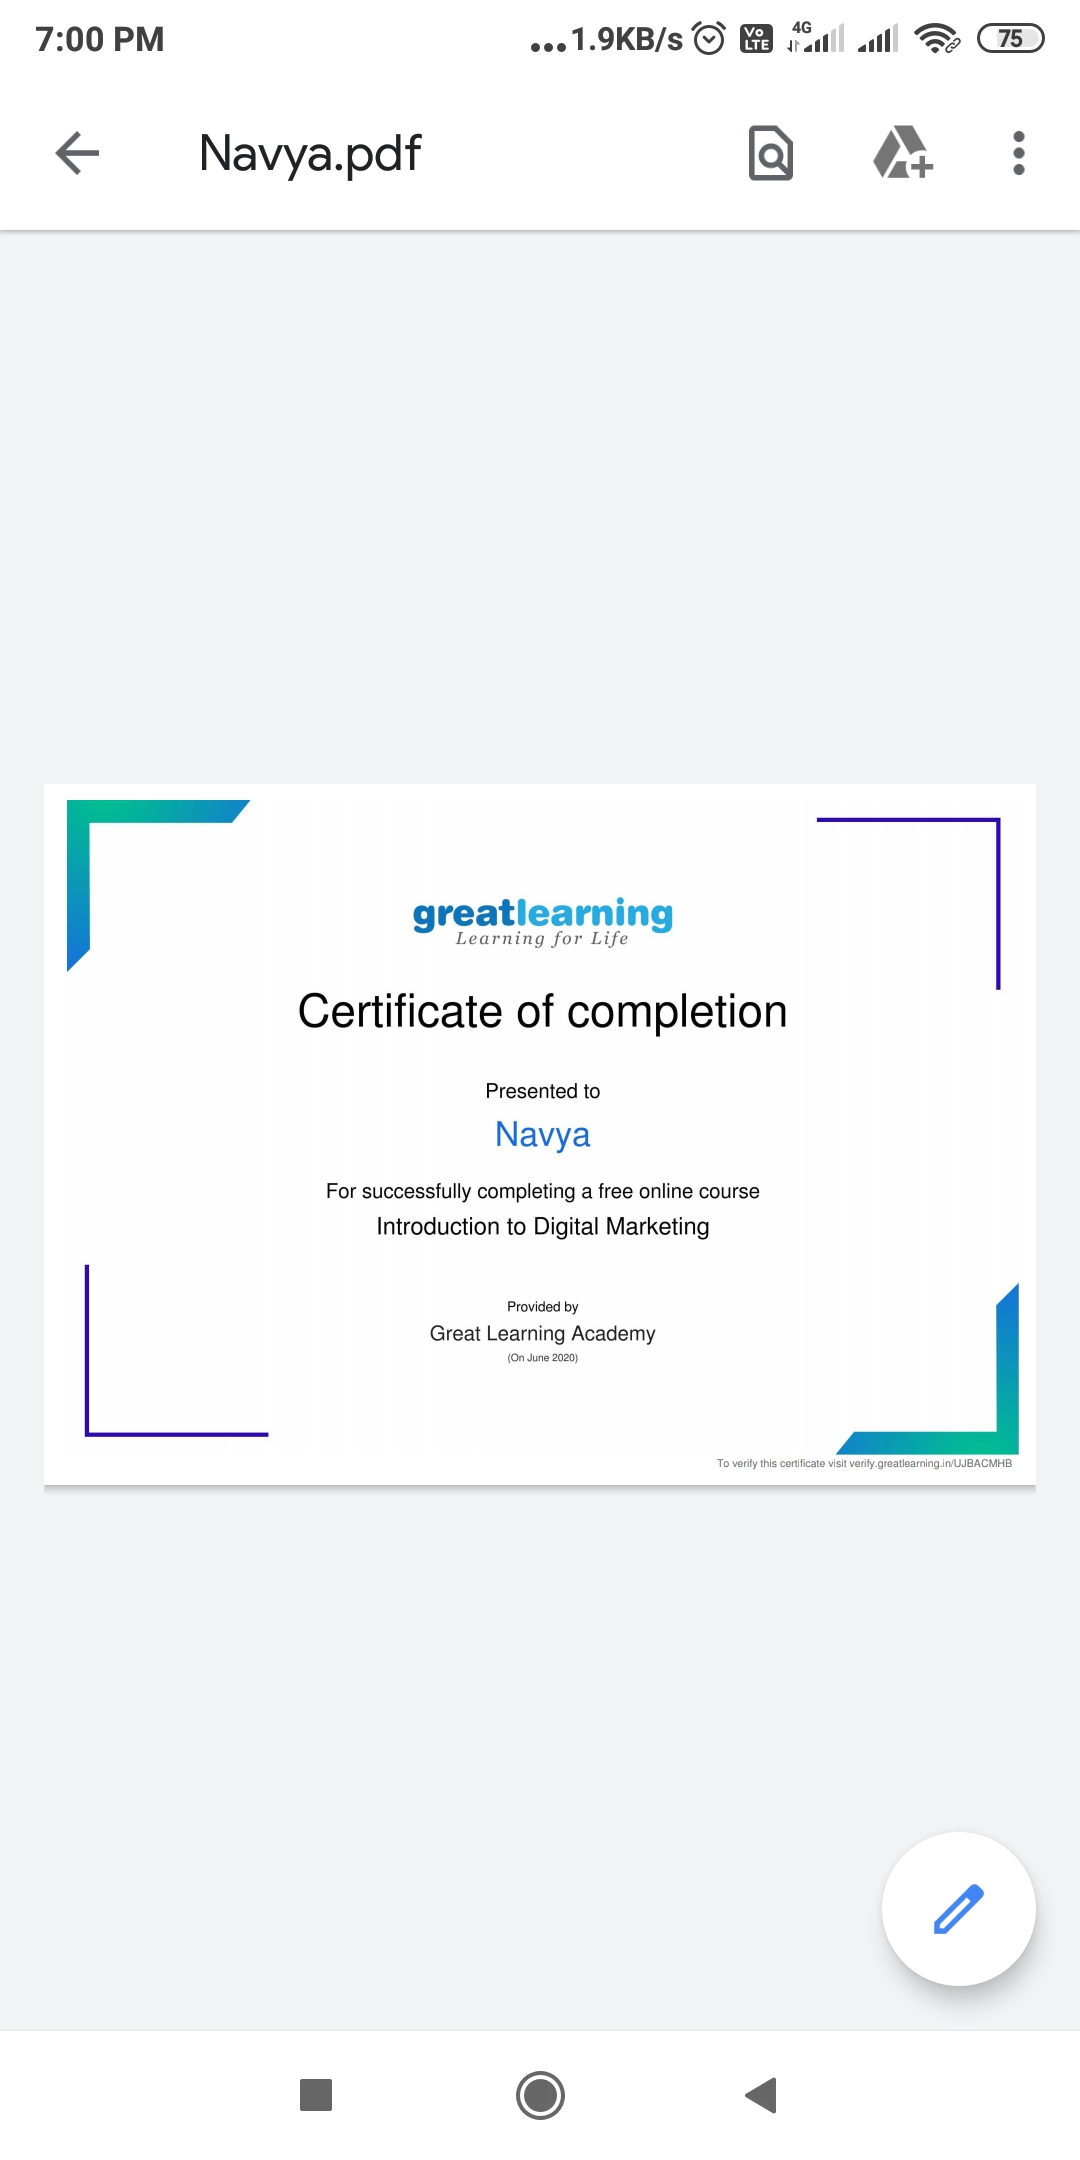 7:00 PM
...1.9KB/s
Vo
LTE
4G
75
Navya.pdf
greatlearning
Learning for Life
Certificate of completion
Presented to
Navya
For successfully completing a free online course
Introduction to Digital Marketing
Provided by
Great Learning Academy
(On June 2020)
To verify this certificate visit verify.greatlearning.in/UJBACMHB